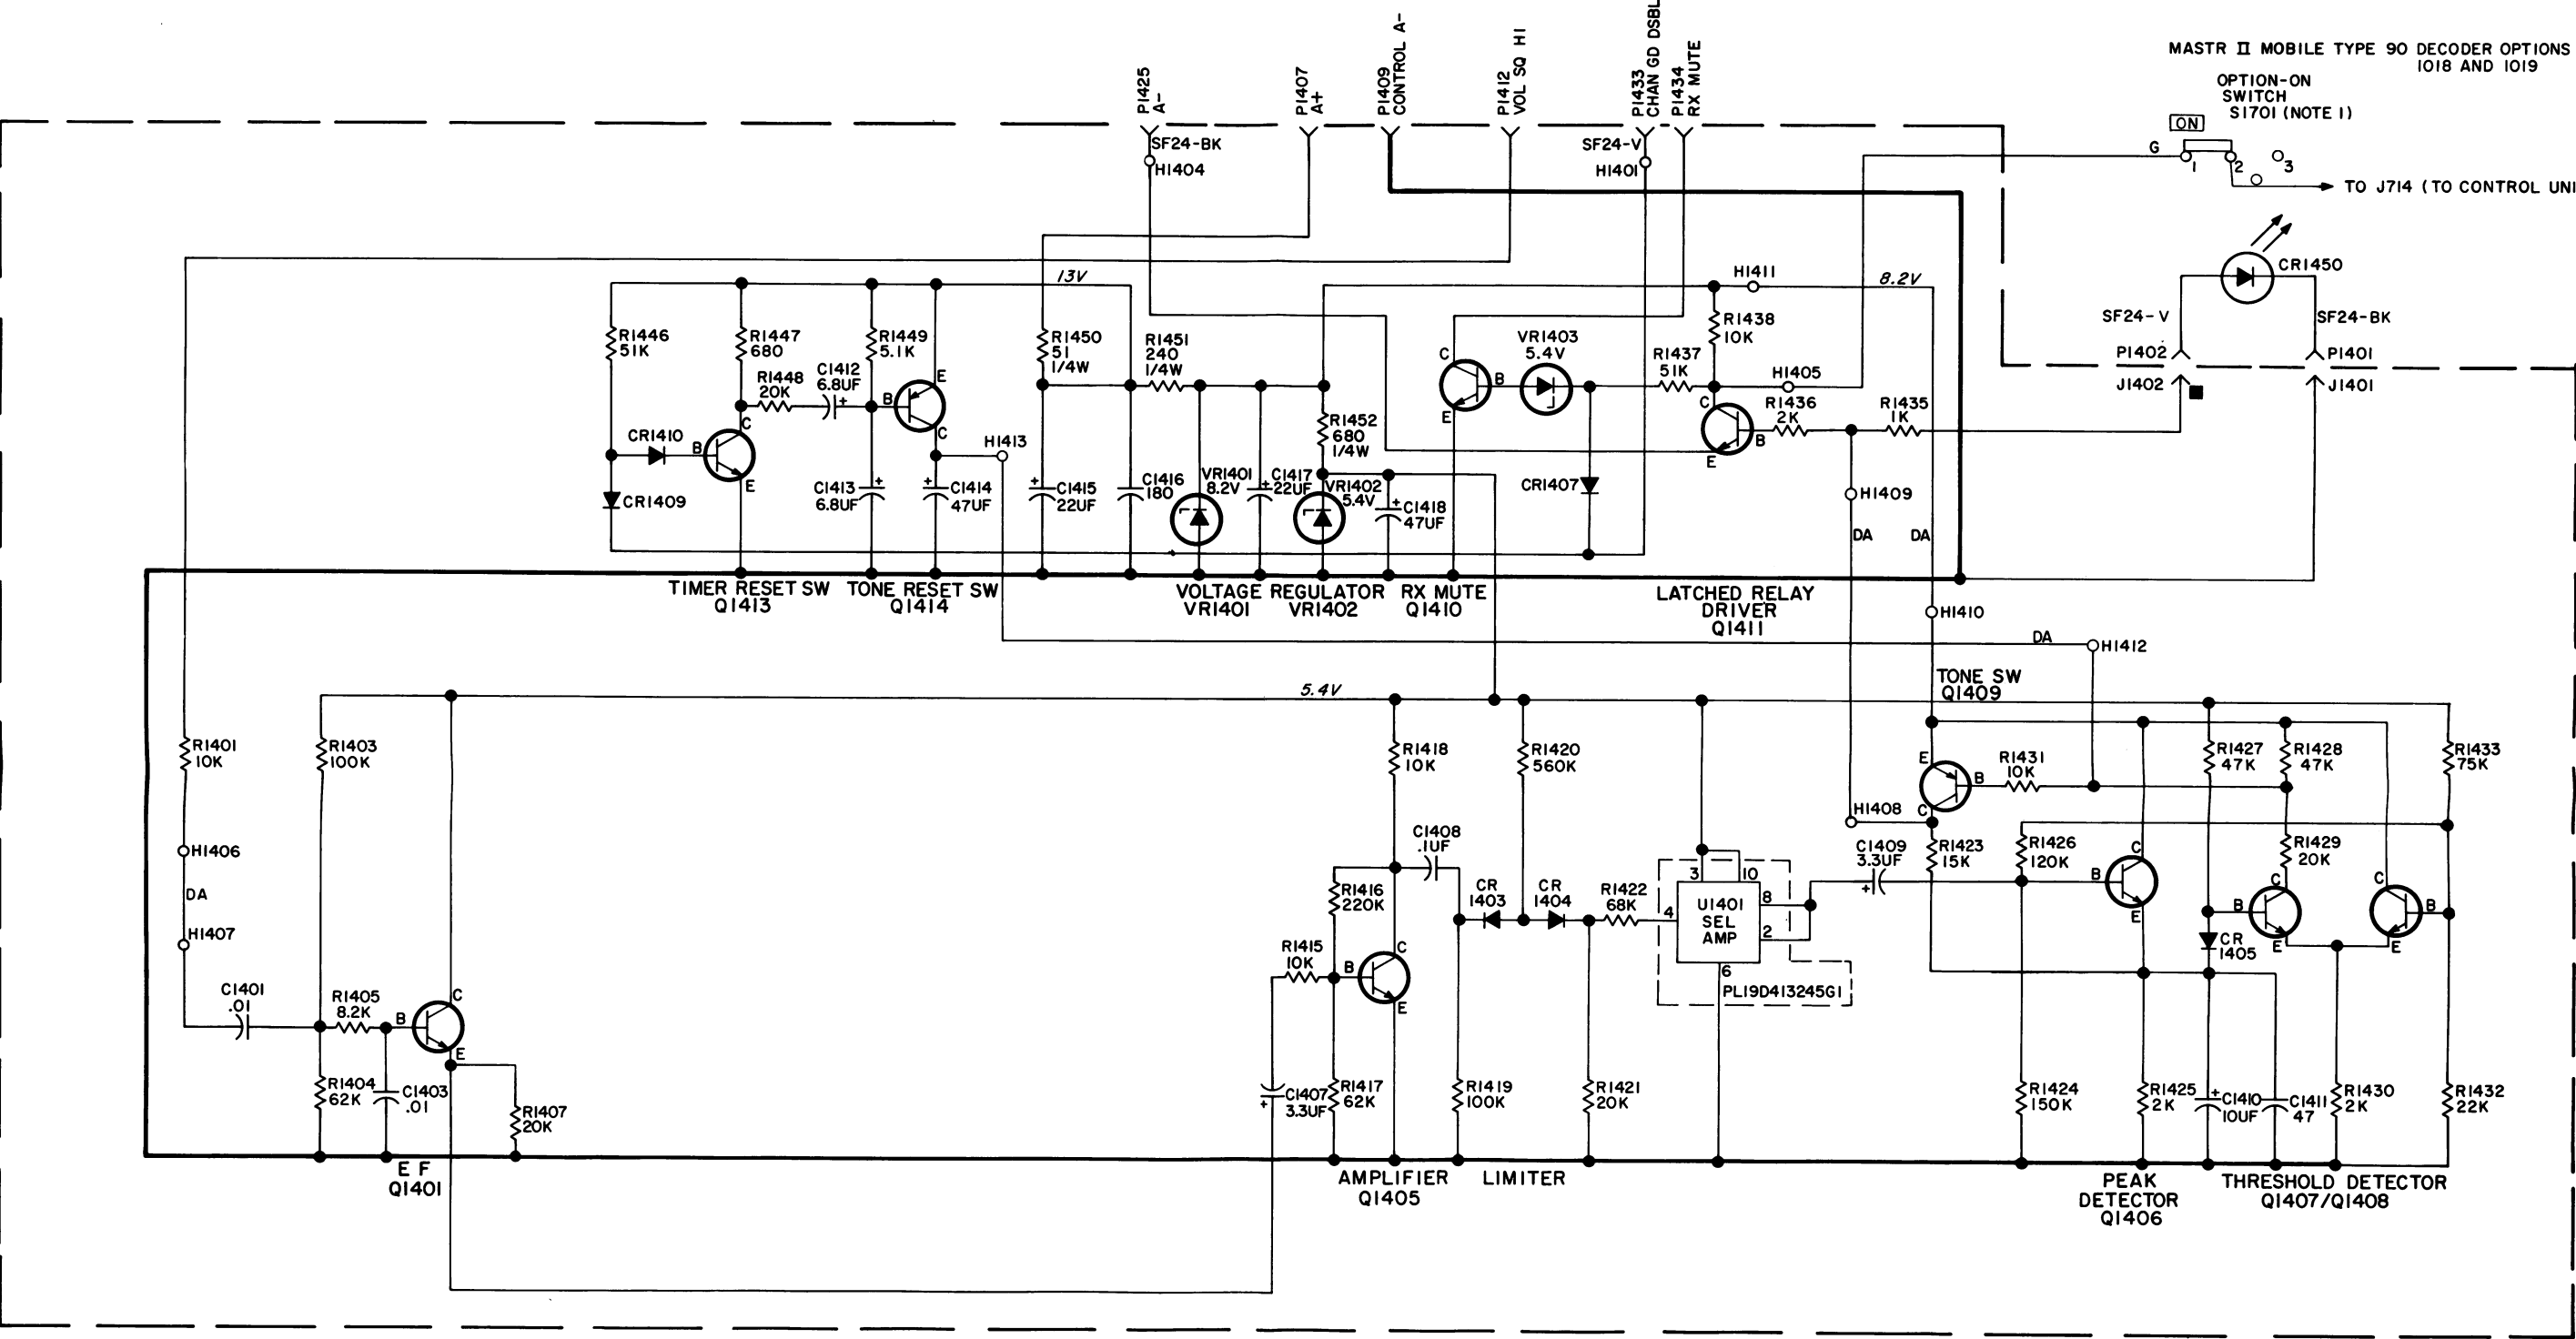 MASTR II MOBILE TYPE 90 DECODER OPTIONS
1018 AND 1019
OPTION-ON
SWITCH
S1701 (NOTE 1)
ON
G
1
2
3
TO J714 (TO CONTROL UNI
P1425
A-
P1407
A+
P1409
CONTROL A-
P1412
VOL SQ HI
P1433
CHAN GD DSBL
P1434
RX MUTE
SF24-BK
H1404
SF24-V
H1401
CR1450
SF24-V
SF24-BK
P1402
P1401
J1402
J1401
13V
H1411
8.2V
R1446
51K
R1447
680
R1448
20K
C1412
6.8UF
+
R1449
5.1K
B
E
C
H1413
CR1410
B
C
E
CR1409
C1413
6.8UF
+
C1414
47UF
+
R1450
51
1/4W
R1451
240
1/4W
C1415
22UF
+
C1416
180
VR1401
8.2V
C1417
22UF
+
R1452
680
1/4W
VR1402
5.4V
C1418
47UF
+
C
B
E
VR1403
5.4V
R1437
51K
R1438
10K
H1405
CR1407
C
B
E
R1436
2K
R1435
1K
H1409
DA
DA
TIMER RESET SW
Q1413
TONE RESET SW
Q1414
VOLTAGE REGULATOR
VR1401
VR1402
RX MUTE
Q1410
LATCHED RELAY
DRIVER
Q1411
H1410
DA
H1412
5.4V
TONE SW
Q1409
R1401
10K
R1403
100K
H1406
DA
H1407
C1401
.01
R1405
8.2K
B
C
E
R1404
62K
C1403
.01
R1407
20K
E F
Q1401
R1418
10K
R1420
560K
C1408
.1UF
R1416
220K
R1415
10K
B
C
E
CR
1403
CR
1404
R1422
68K
C1407
3.3UF
+
R1417
62K
R1419
100K
R1421
20K
3
10
4
U1401
SEL
AMP
8
2
6
PL19D413245G1
AMPLIFIER
Q1405
LIMITER
E
B
C
H1408
R1431
10K
C1409
3.3UF
+
R1423
15K
R1426
120K
R1427
47K
R1428
47K
R1433
75K
R1429
20K
B
C
E
B
C
E
C
B
E
CR
1405
R1424
150K
R1425
2K
C1410
10UF
+
C1411
47
R1430
2K
R1432
22K
PEAK
DETECTOR
Q1406
THRESHOLD DETECTOR
Q1407/Q1408